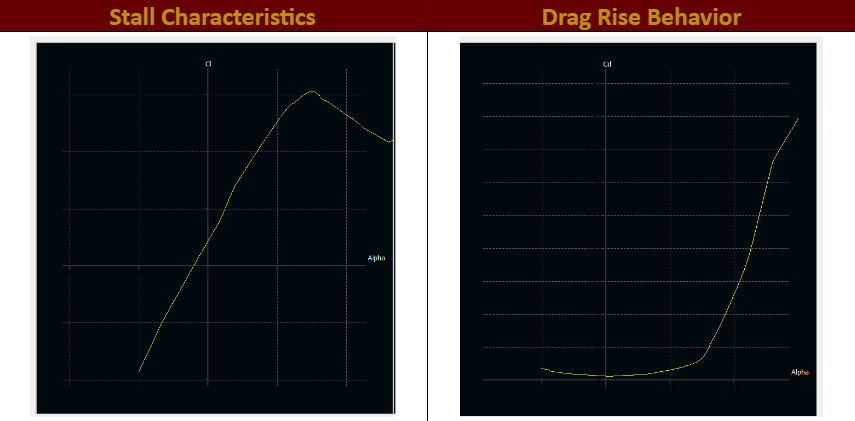 Stall Characteristics
Drag Rise Behavior
Cl
Alpha
Cd
Alpha